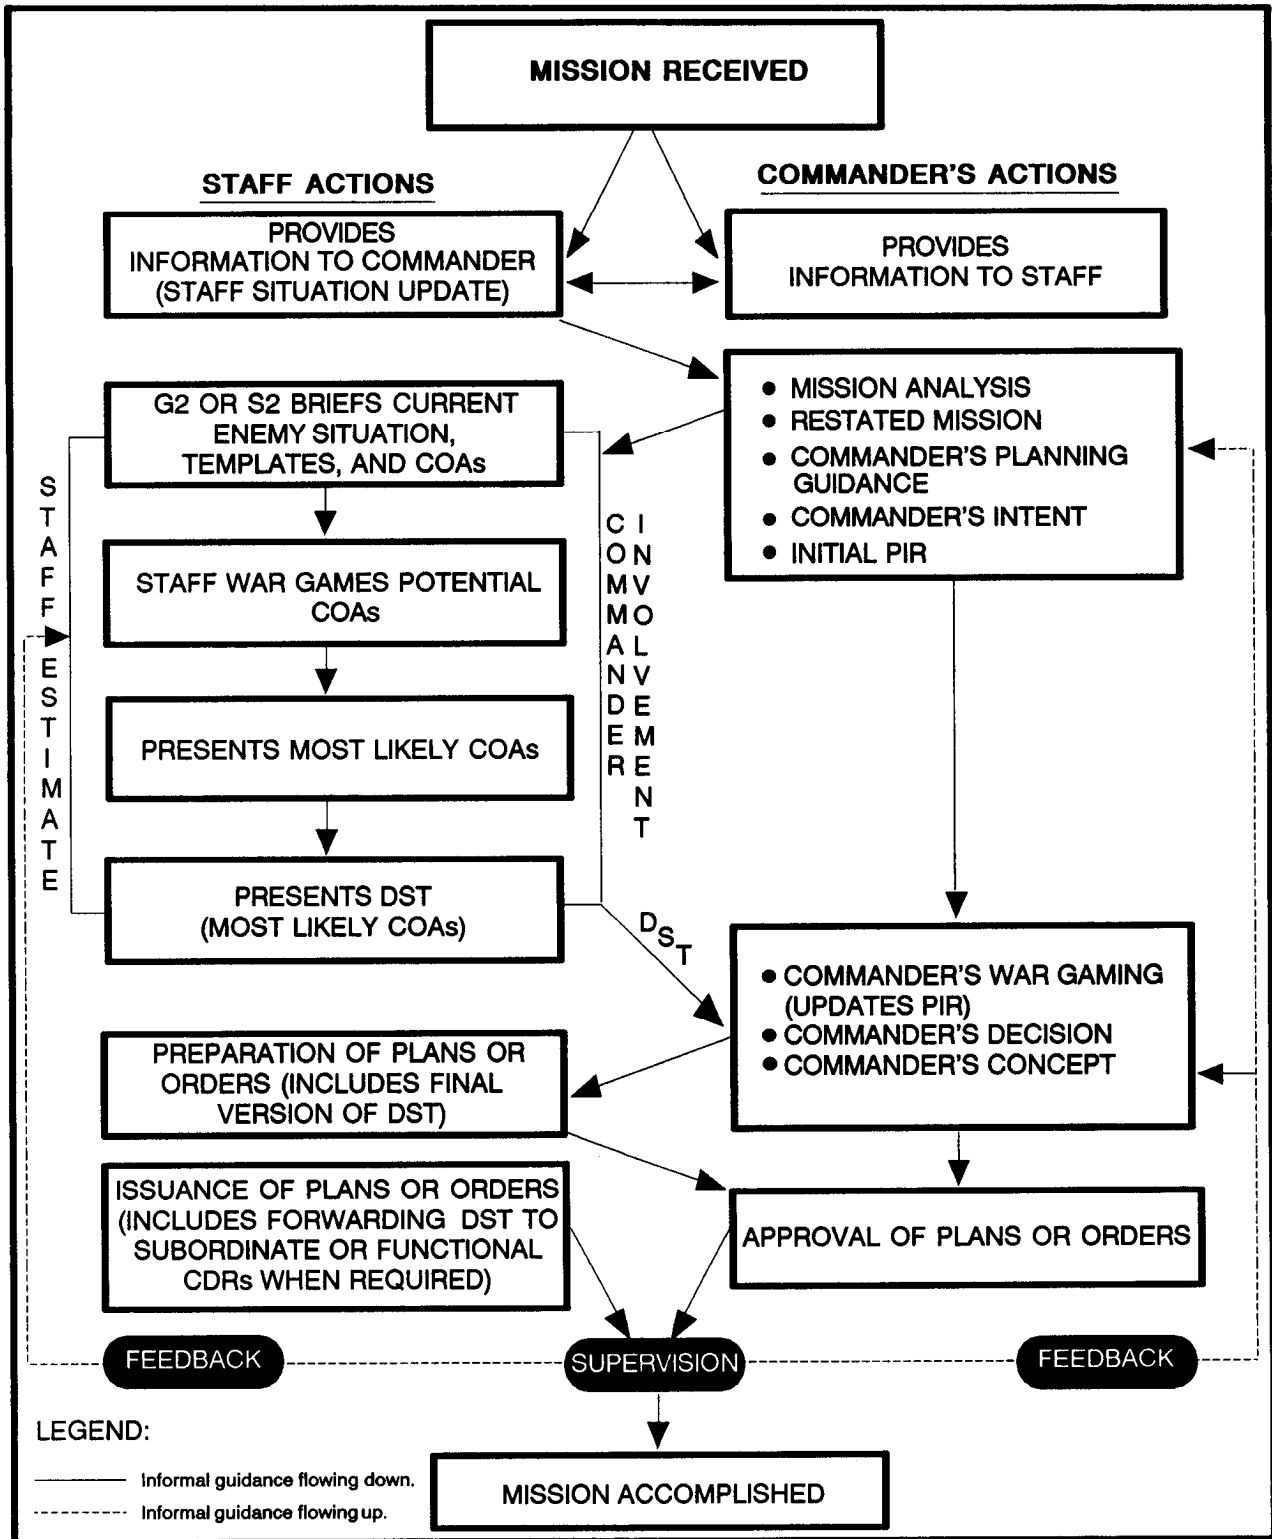 MISSION RECEIVED
STAFF ACTIONS
COMMANDER'S ACTIONS
PROVIDES
INFORMATION TO COMMANDER
(STAFF SITUATION UPDATE)
PROVIDES
INFORMATION TO STAFF
● MISSION ANALYSIS
● RESTATED MISSION
● COMMANDER'S PLANNING
GUIDANCE
● COMMANDER'S INTENT
● INITIAL PIR
G2 OR S2 BRIEFS CURRENT
ENEMY SITUATION,
TEMPLATES, AND COAs
STAFF ESTIMATE
COMMANDER
INVOLVEMENT
STAFF WAR GAMES POTENTIAL
COAs
PRESENTS MOST LIKELY COAs
PRESENTS DST
(MOST LIKELY COAs)
DST
● COMMANDER'S WAR GAMING
(UPDATES PIR)
● COMMANDER'S DECISION
● COMMANDER'S CONCEPT
PREPARATION OF PLANS OR
ORDERS (INCLUDES FINAL
VERSION OF DST)
ISSUANCE OF PLANS OR ORDERS
(INCLUDES FORWARDING DST TO
SUBORDINATE OR FUNCTIONAL
CDRs WHEN REQUIRED)
APPROVAL OF PLANS OR ORDERS
FEEDBACK
SUPERVISION
FEEDBACK
LEGEND:
Informal guidance flowing down.
Informal guidance flowing up.
MISSION ACCOMPLISHED